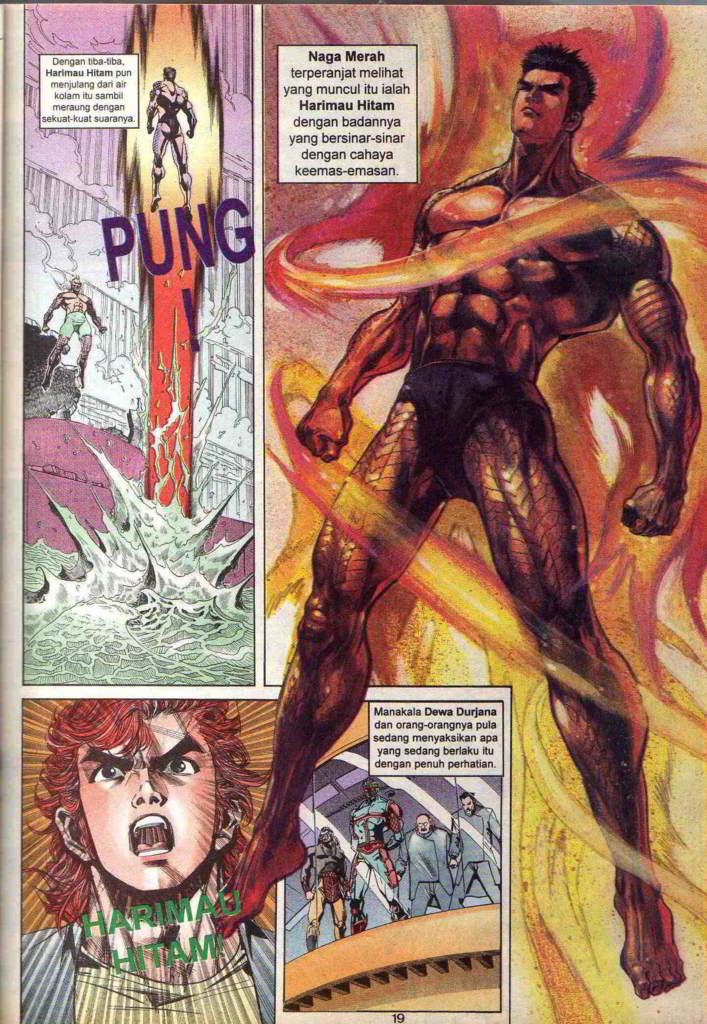 Dengan tiba-tiba,
Harimau Hitam pun
menjulang dari air
kolam itu sambil
meraung dengan
sekuat-kuat suaranya.
PUNG
!
Naga Merah
terperanjat melihat
yang muncul itu ialah
Harimau Hitam
dengan badannya
yang bersinar-sinar
dengan cahaya
keemas-emasan.
HARIMAU
HITAM!
Manakala Dewa Durjana
dan orang-orangnya pula
sedang menyaksikan apa
yang sedang berlaku itu
dengan penuh perhatian.
19